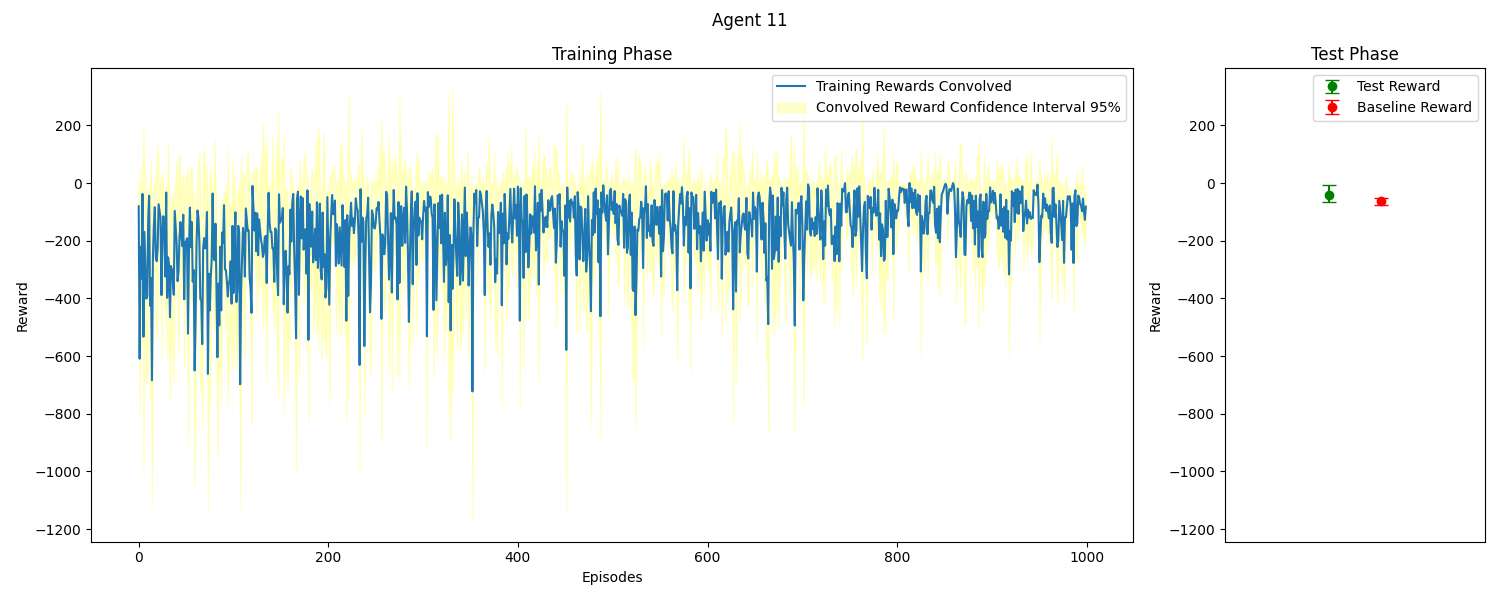 Agent 11
Training Phase
Training Rewards Convolved
Convolved Reward Confidence Interval 95%
Reward
200
0
−200
−400
−600
−800
−1000
−1200
0
200
400
600
800
1000
Episodes
Test Phase
Test Reward
Baseline Reward
Reward
200
0
−200
−400
−600
−800
−1000
−1200